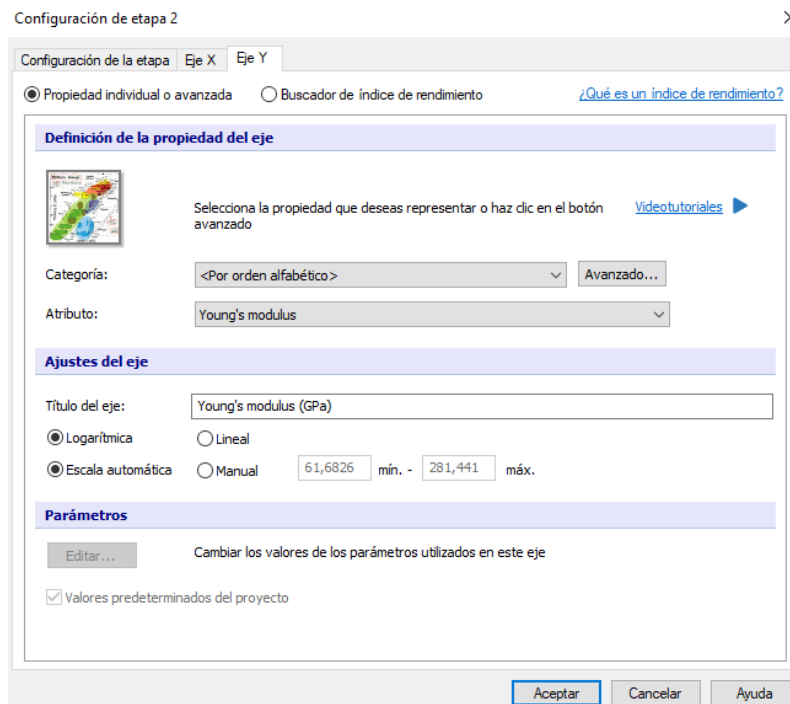 Configuración de etapa 2
Configuración de la etapa Eje X Eje Y
Propiedad individual o avanzada Buscador de índice de rendimiento ¿Qué es un índice de rendimiento?
Definición de la propiedad del eje
Selecciona la propiedad que deseas representar o haz clic en el botón avanzado Videotutoriales
Categoría: <Por orden alfabético> Avanzado...
Atributo: Young's modulus
Ajustes del eje
Título del eje: Young's modulus (GPa)
Logarítmica Lineal
Escala automática Manual 61,6826 mín. - 281,441 máx.
Parámetros
Editar... Cambiar los valores de los parámetros utilizados en este eje
Valores predeterminados del proyecto
Aceptar Cancelar Ayuda